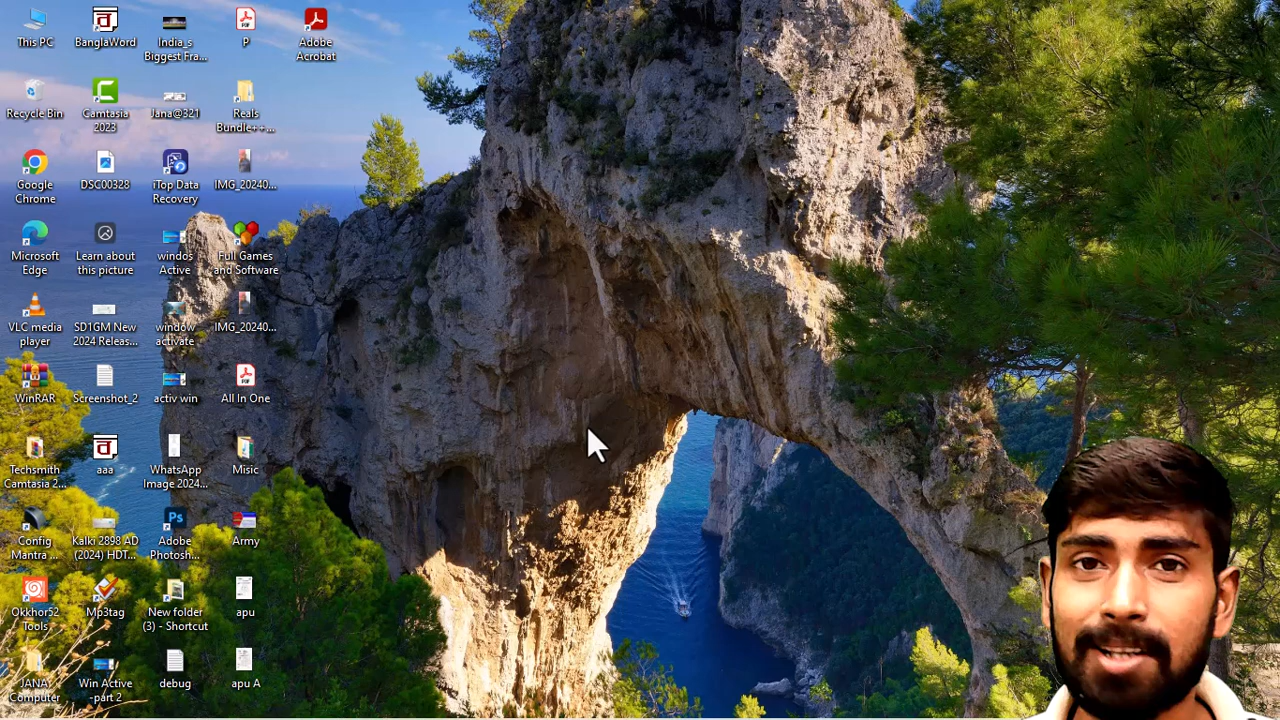 This PC
Recycle Bin
Google
Chrome
Microsoft
Edge
VLC media
player
WinRAR
Techsmith
Camtasia 2...
Config
Mantra ...
Okkhor52
Tools
JANA
Computer
BanglaWord
Camtasia
2023
DSC00328
Learn about
this picture
SD1GM New
2024 Releas...
Screenshot_2
aaa
Kalki 2898 AD
(2024) HDT...
Mp3tag
Win Active
-part 2
India_s
Biggest Fra...
Jana@321
iTop Data
Recovery
windos
Active
window
activate
activ win
WhatsApp
Image 2024...
Adobe
Photosh...
New folder
(3) - Shortcut
debug
P
Reals
Bundle++...
IMG_20240...
Full Games
and Software
IMG_20240...
All In One
Misic
Army
apu
apu A
Adobe
Acrobat